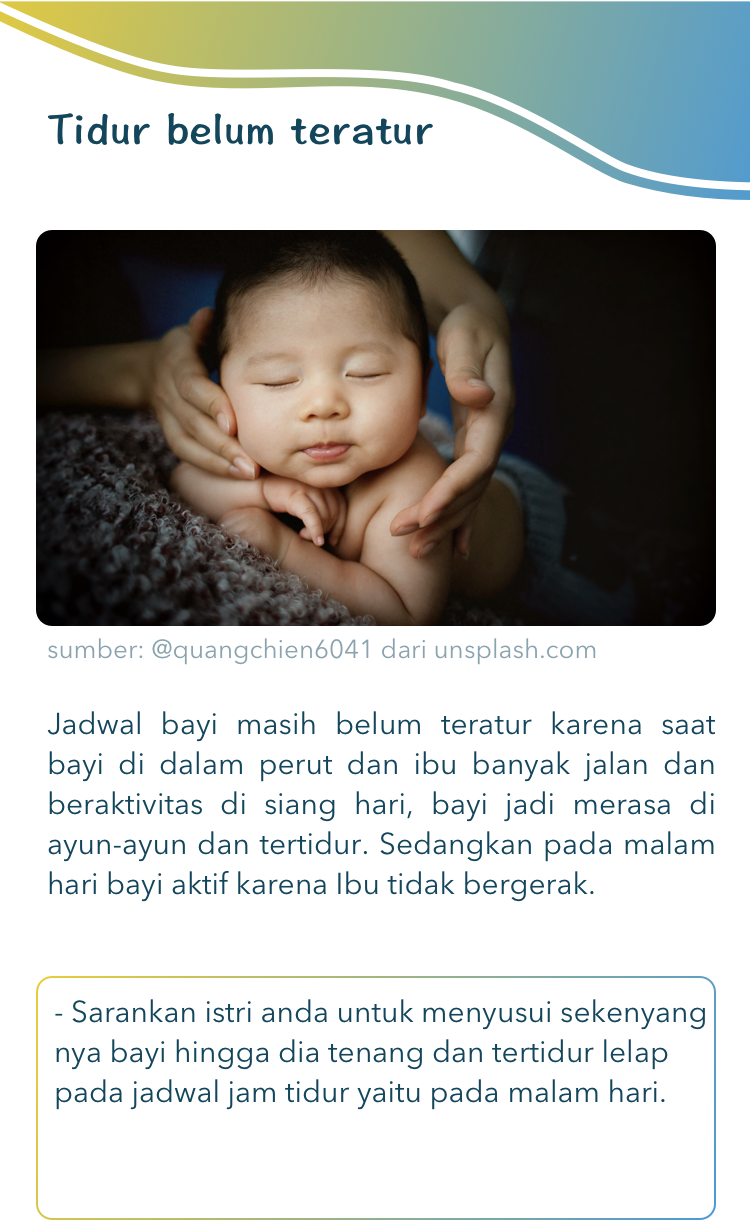 Tidur belum teratur
sumber: @quangchien6041 dari unsplash.com
Jadwal bayi masih belum teratur karena saat
bayi di dalam perut dan ibu banyak jalan dan
beraktivitas di siang hari, bayi jadi merasa di
ayun-ayun dan tertidur. Sedangkan pada malam
hari bayi aktif karena Ibu tidak bergerak.
- Sarankan istri anda untuk menyusui sekenyang
nya bayi hingga dia tenang dan tertidur lelap
pada jadwal jam tidur yaitu pada malam hari.